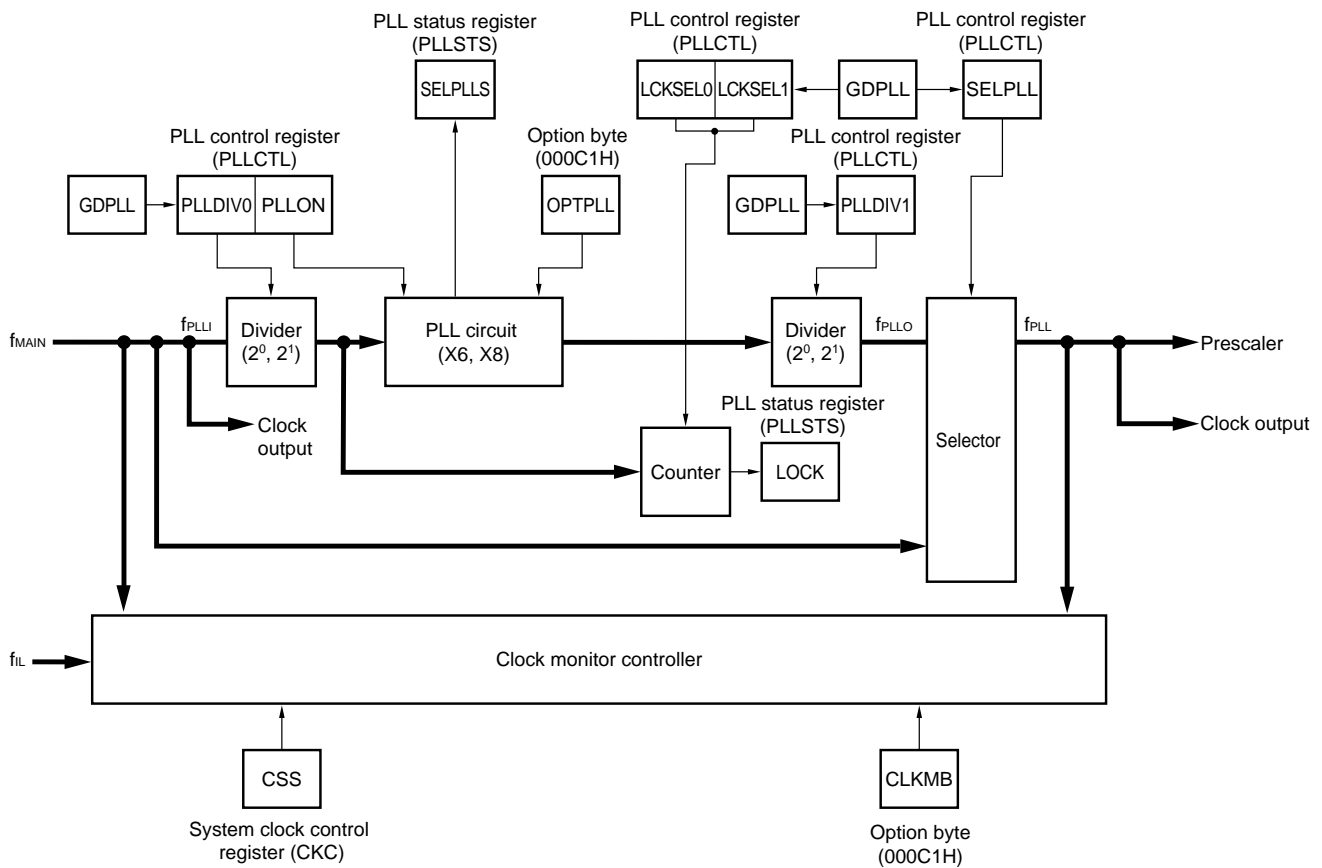 PLL status register
(PLLSTS)
SELPLLS
PLL control register
(PLLCTL)
LCKSEL0 LCKSEL1
GDPLL
PLL control register
(PLLCTL)
SELPLL
PLL control register
(PLLCTL)
GDPLL
PLLDIV0 PLLON
Option byte
(000C1H)
OPTPLL
PLL control register
(PLLCTL)
GDPLL
PLLDIV1
fMAIN
fPLLI
Divider
(2⁰, 2¹)
PLL circuit
(X6, X8)
Divider
(2⁰, 2¹)
fPLLO
Selector
fPLL
Prescaler
Clock output
Clock
output
Counter
PLL status register
(PLLSTS)
LOCK
fIL
Clock monitor controller
CSS
System clock control
register (CKC)
CLKMB
Option byte
(000C1H)